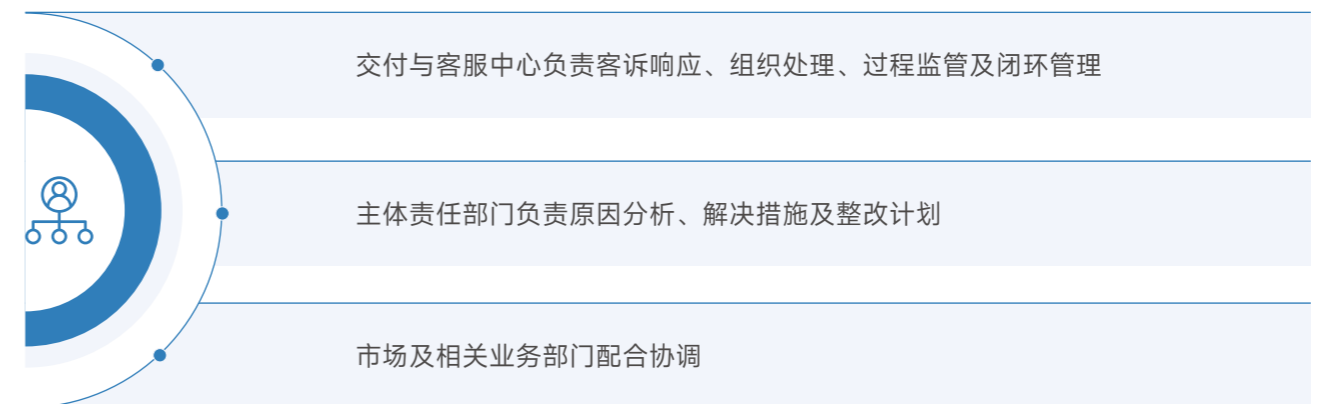 交付与客服中心负责客诉响应、组织处理、过程监管及闭环管理
主体责任部门负责原因分析、解决措施及整改计划
市场及相关业务部门配合协调